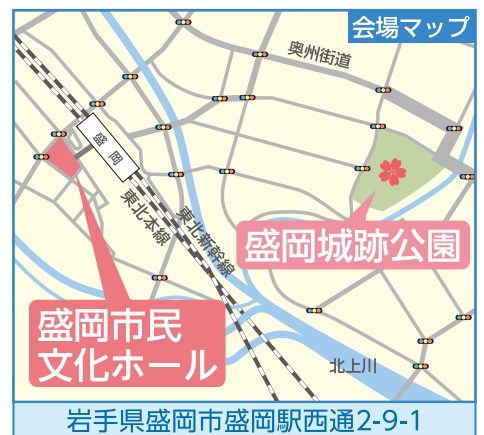 会場マップ
奥州街道
盛岡
東北本線
東北新幹線
盛岡城跡公園
盛岡市民
文化ホール
北上川
岩手県盛岡市盛岡駅西通2-9-1